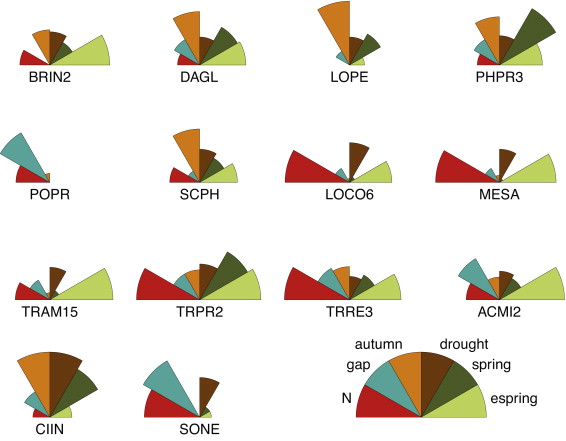 BRIN2 DAGL LOPE PHPR3
POPR SCPH LOCO6 MESA
TRAM15 TRPR2 TRRE3 ACMI2
autumn drought
gap spring
N espring
CIIN SONE